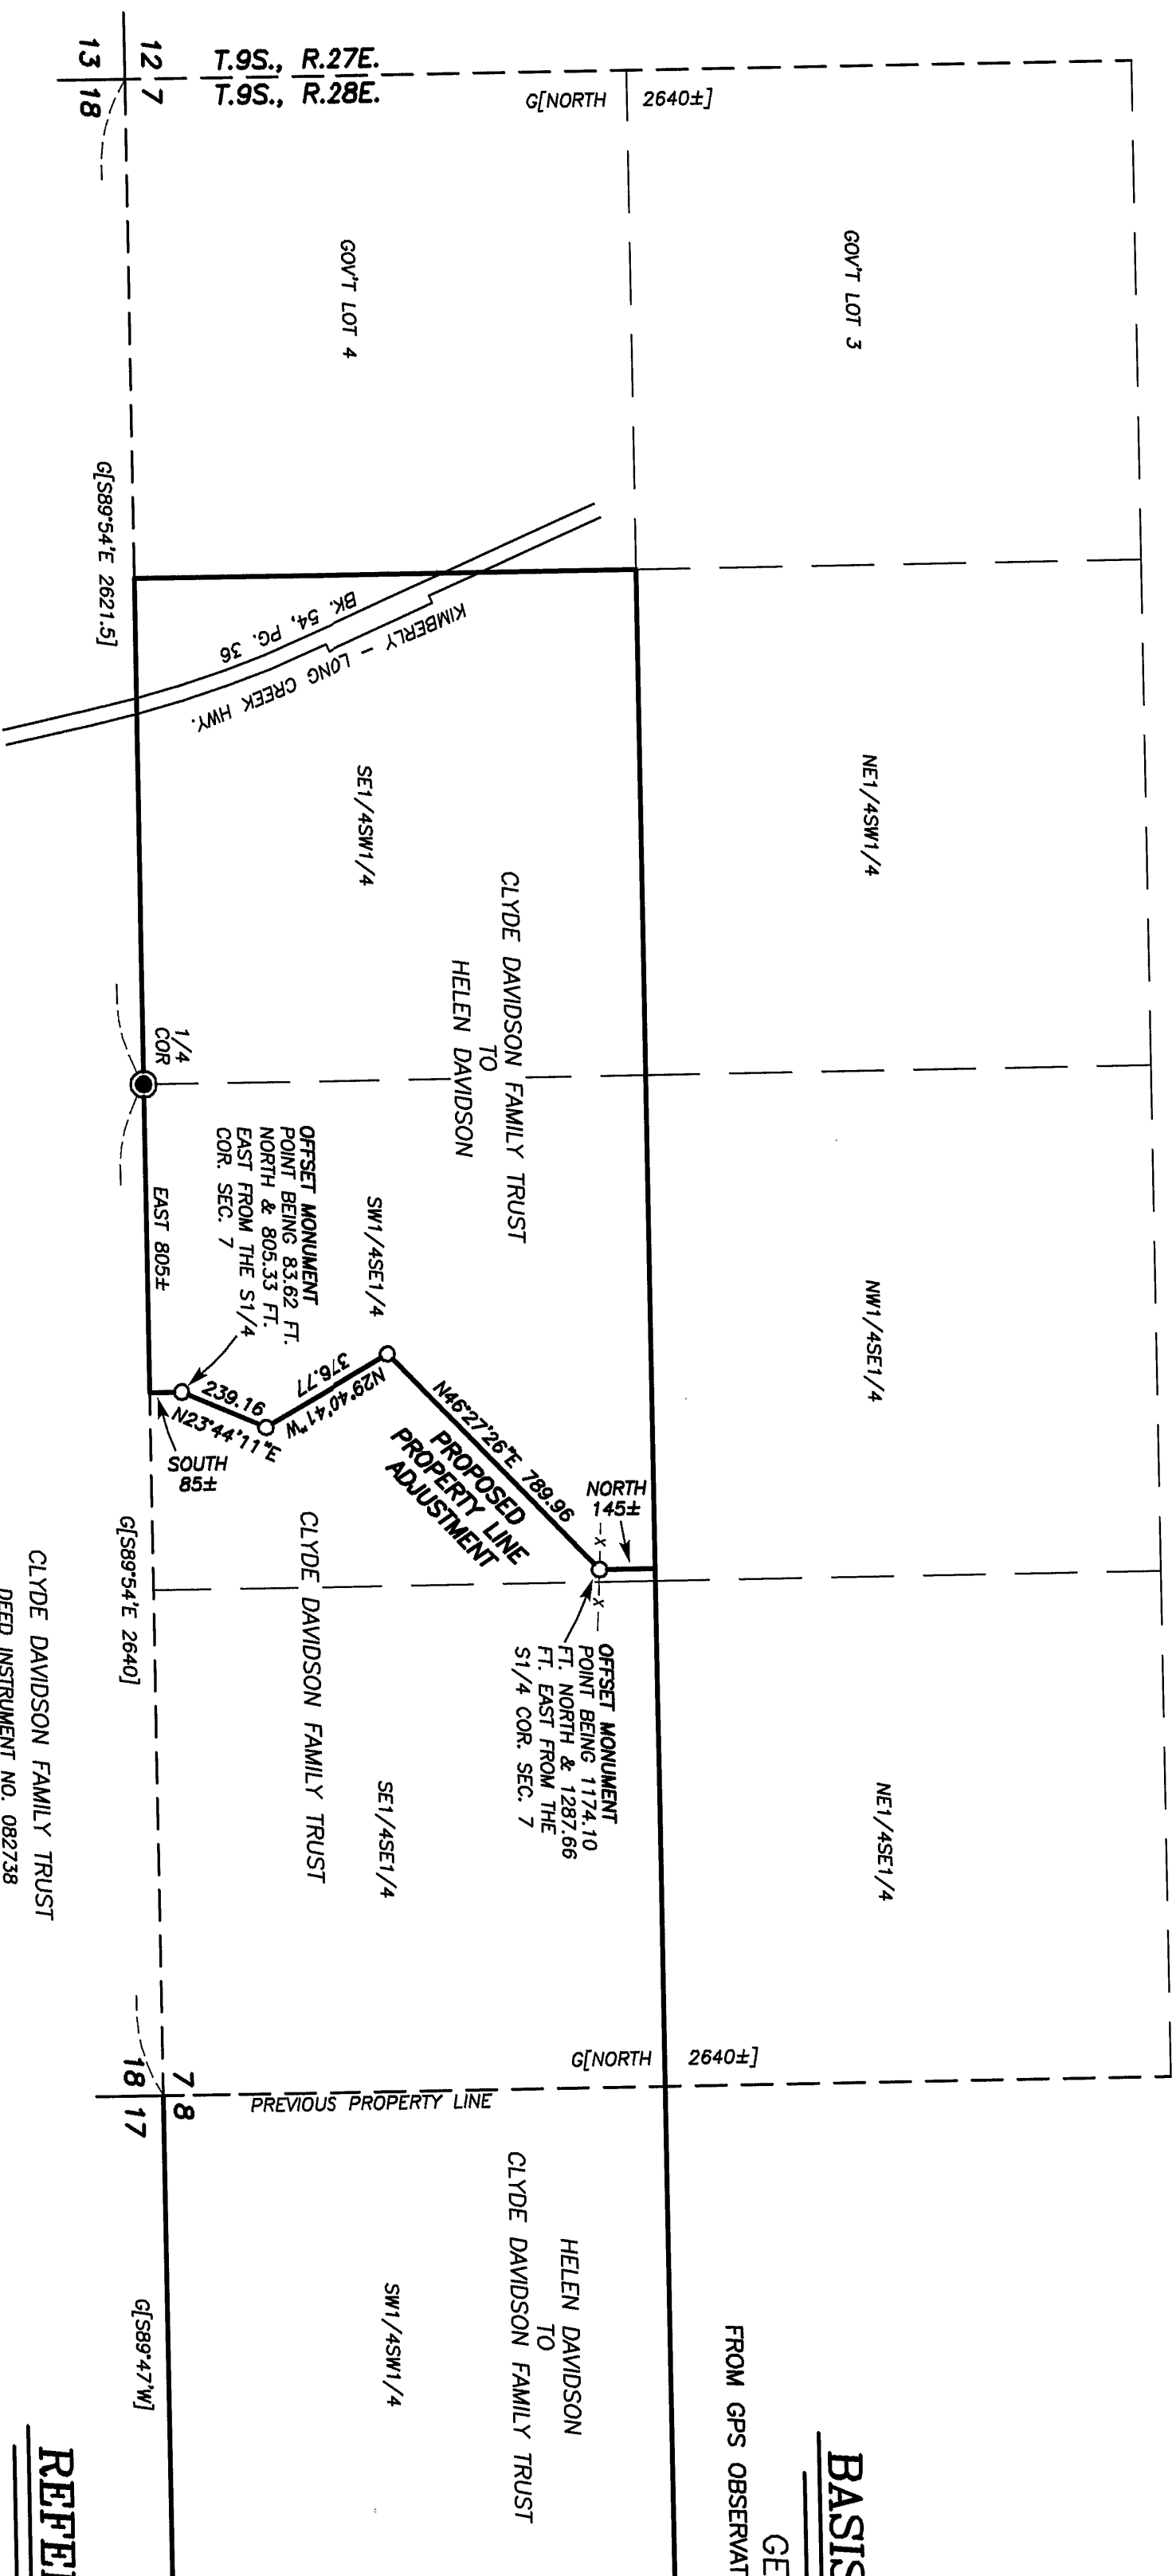 12
13
7
18
T.9S., R.27E.
T.9S., R.28E.
G[NORTH 2640±]
GOV'T LOT 3
GOV'T LOT 4
G[S89°54'E 2621.5]
BK. 54, PG. 36
KIMBERLY - LONG CREEK HWY.
NE1/4SW1/4
SE1/4SW1/4
CLYDE DAVIDSON FAMILY TRUST
TO
HELEN DAVIDSON
1/4
COR
NW1/4SE1/4
SW1/4SE1/4
EAST 805±
OFFSET MONUMENT
POINT BEING 83.62 FT.
NORTH & 805.33 FT.
EAST FROM THE S1/4
COR. SEC. 7
SOUTH
85±
239.16
N23°44'11"E
376.77
N29°40'41"W
N46°27'26"E 789.96
PROPOSED
PROPERTY LINE
ADJUSTMENT
NORTH
145±
X
X
OFFSET MONUMENT
POINT BEING 1174.10
FT. NORTH & 1287.66
FT. EAST FROM THE
S1/4 COR. SEC. 7
G[S89°54'E 2640]
CLYDE DAVIDSON FAMILY TRUST
NE1/4SE1/4
SE1/4SE1/4
CLYDE DAVIDSON FAMILY TRUST
DEED INSTRUMENT NO. 082738
G[NORTH 2640±]
PREVIOUS PROPERTY LINE
7
8
18
17
HELEN DAVIDSON
TO
CLYDE DAVIDSON FAMILY TRUST
SW1/4SW1/4
G[S89°47'W]
BASIS
GE
FROM GPS OBSERVAT
REFE